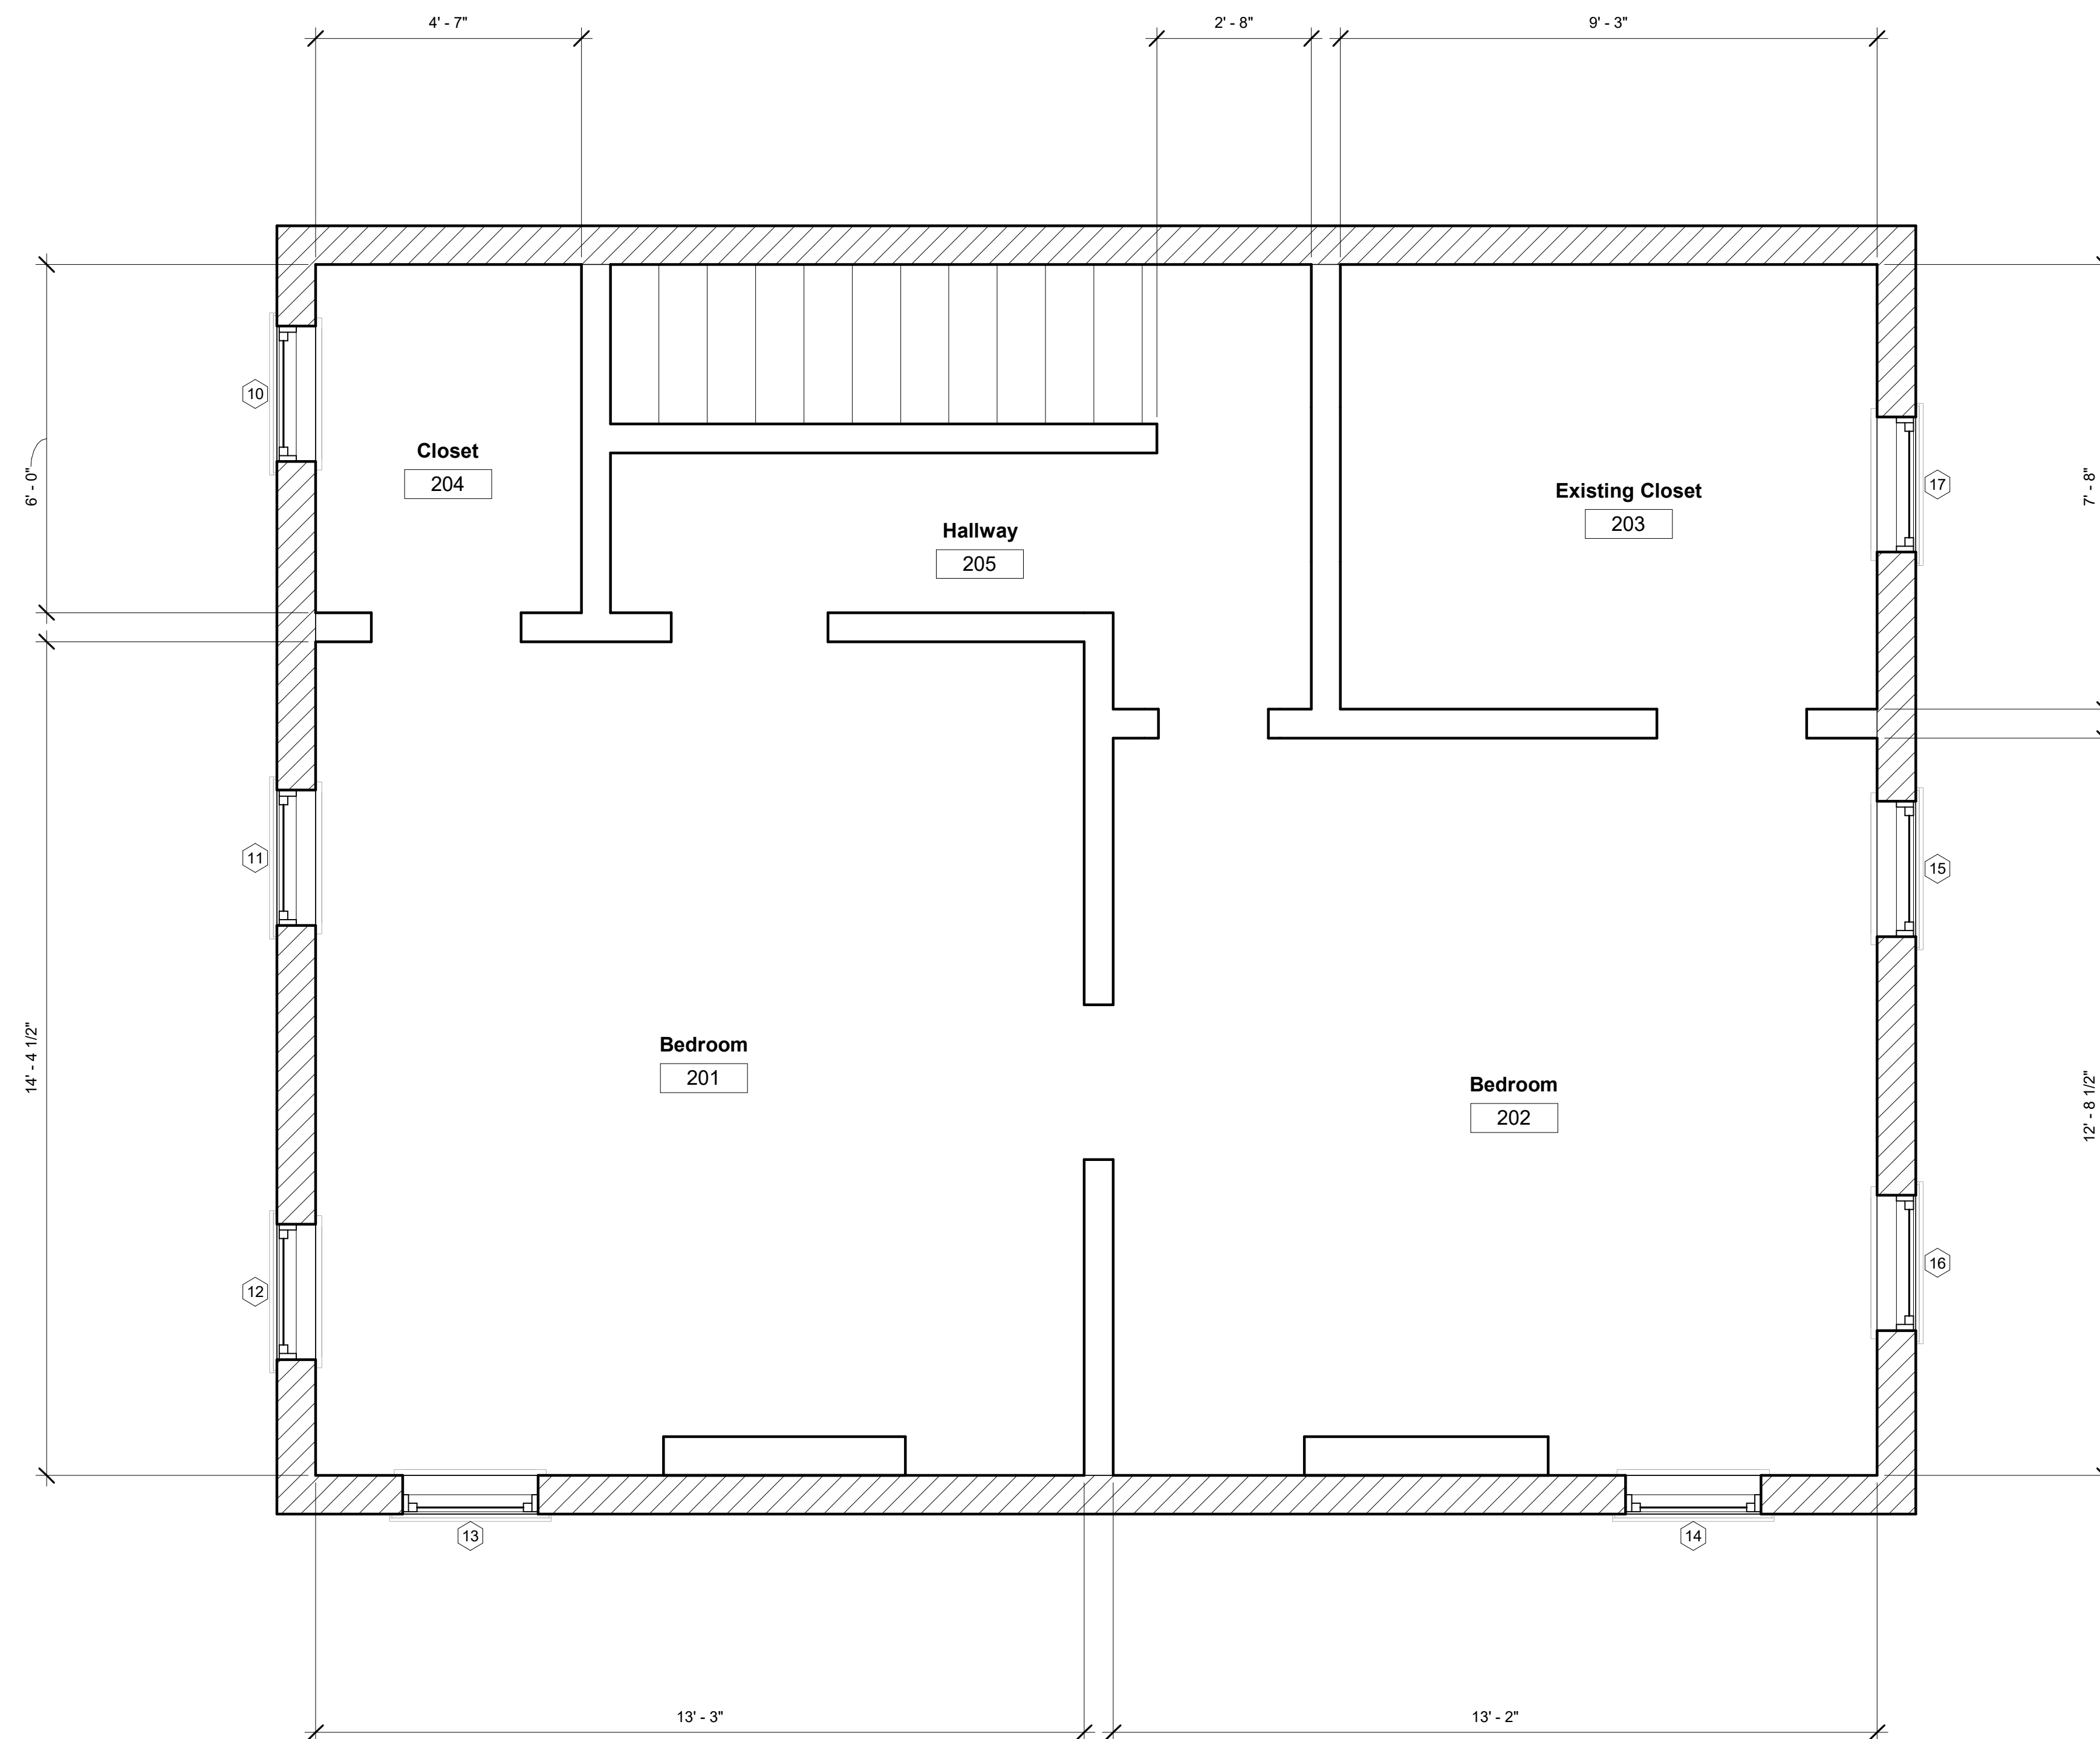 4' - 7"
2' - 8"
9' - 3"
10
Closet
204
6' - 0"
Existing Closet
203
17
7' - 8"
Hallway
205
11
15
Bedroom
201
14' - 4 1/2"
Bedroom
202
12' - 8 1/2"
12
16
13
14
13' - 3"
13' - 2"